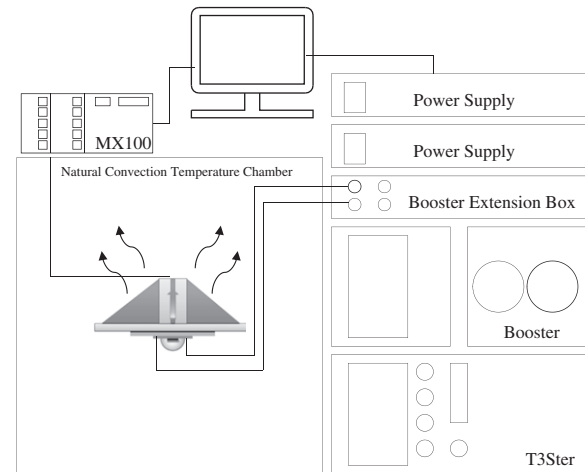 MX100
Natural Convection Temperature Chamber
Power Supply
Power Supply
Booster Extension Box
Booster
T3Ster